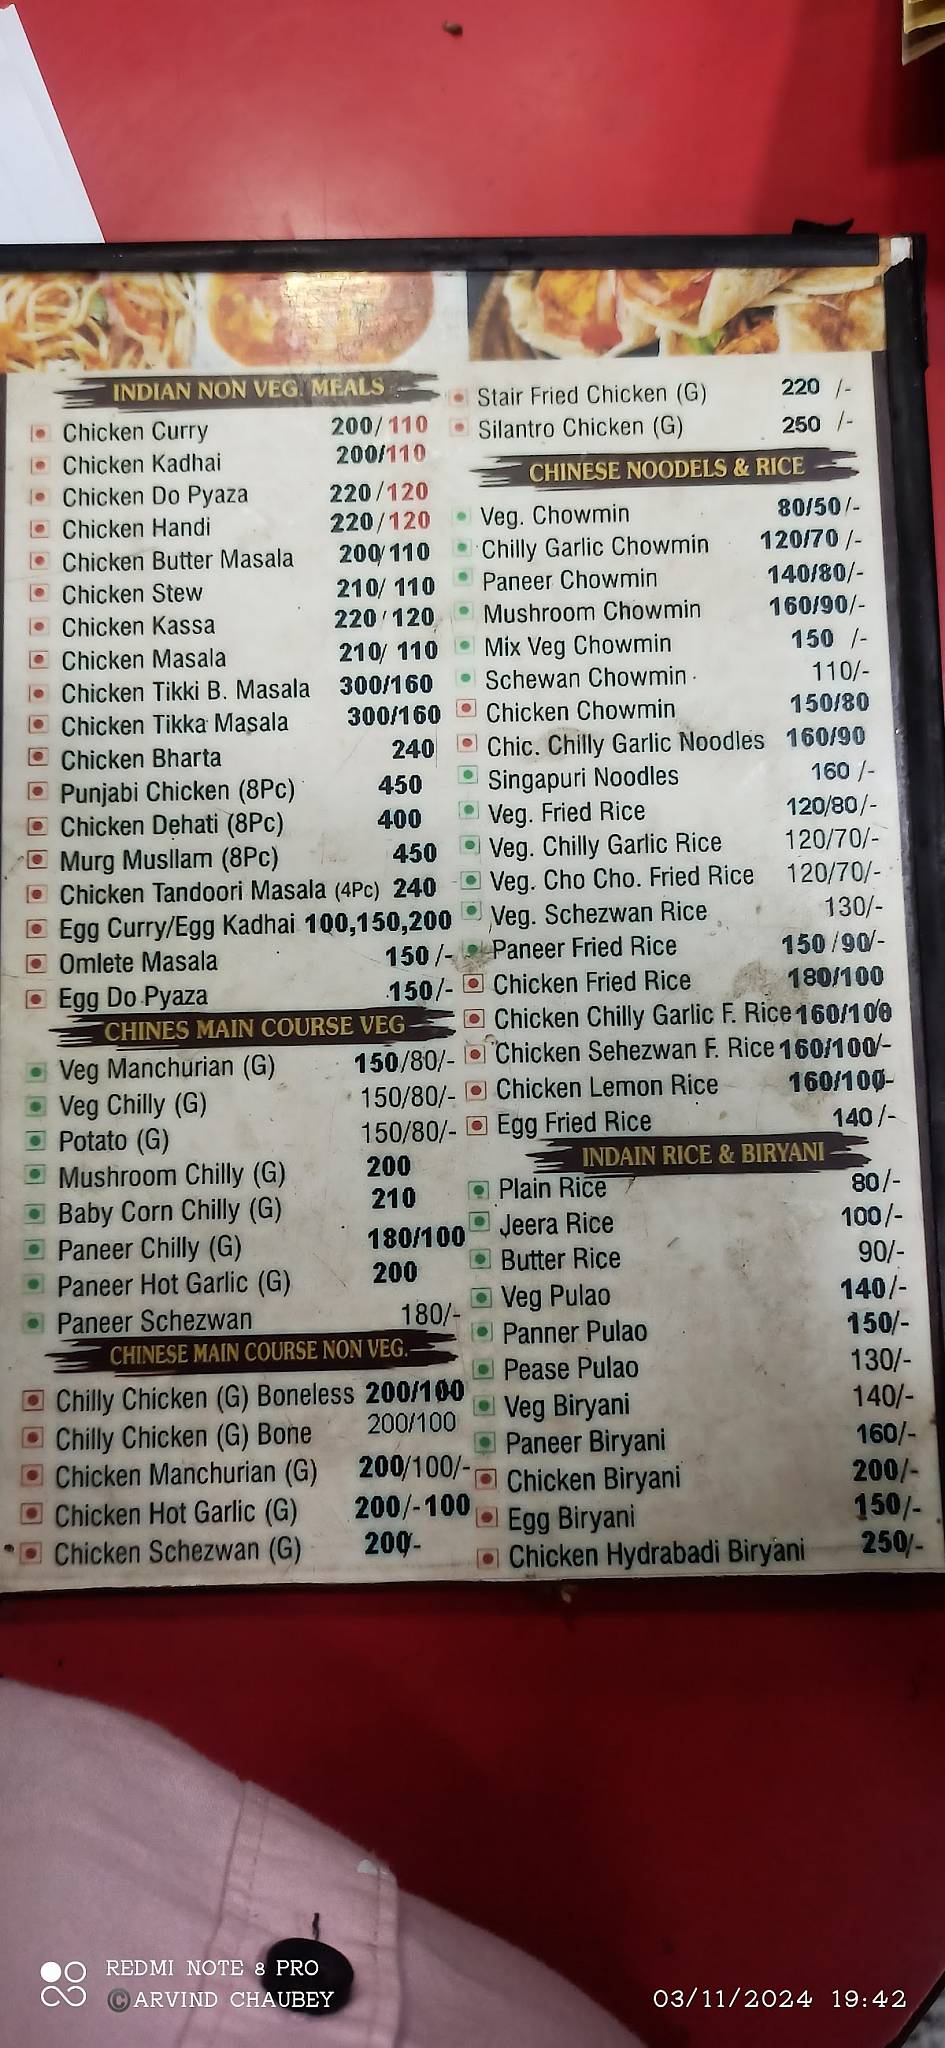 INDIAN NON VEG. MEALS
Chicken Curry 200/110
Chicken Kadhai 200/110
Chicken Do Pyaza 220/120
Chicken Handi 220/120
Chicken Butter Masala 200/110
Chicken Stew 210/ 110
Chicken Kassa 220/120
Chicken Masala 210/ 110
Chicken Tikki B. Masala 300/160
Chicken Tikka Masala 300/160
Chicken Bharta 240
Punjabi Chicken (8Pc) 450
Chicken Dehati (8Pc) 400
Murg Musllam (8Pc) 450
Chicken Tandoori Masala (4Pc) 240
Egg Curry/Egg Kadhai 100,150,200
Omlete Masala 150/-
Egg Do Pyaza 150/-
CHINES MAIN COURSE VEG
Veg Manchurian (G) 150/80/-
Veg Chilly (G) 150/80/-
Potato (G) 150/80/-
Mushroom Chilly (G) 200
Baby Corn Chilly (G) 210
Paneer Chilly (G) 180/100
Paneer Hot Garlic (G) 200
Paneer Schezwan 180/-
CHINESE MAIN COURSE NON VEG.
Chilly Chicken (G) Boneless 200/100
Chilly Chicken (G) Bone 200/100
Chicken Manchurian (G) 200/100/-
Chicken Hot Garlic (G) 200/-100
Chicken Schezwan (G) 200/-
Stair Fried Chicken (G) 220 /-
Silantro Chicken (G) 250 /-
CHINESE NOODELS & RICE
Veg. Chowmin 80/50/-
Chilly Garlic Chowmin 120/70 /-
Paneer Chowmin 140/80/-
Mushroom Chowmin 160/90/-
Mix Veg Chowmin 150 /-
Schewan Chowmin 110/-
Chicken Chowmin 150/80
Chic. Chilly Garlic Noodles 160/90
Singapuri Noodles 160 /-
Veg. Fried Rice 120/80/-
Veg. Chilly Garlic Rice 120/70/-
Veg. Cho Cho. Fried Rice 120/70/-
Veg. Schezwan Rice 130/-
Paneer Fried Rice 150/90/-
Chicken Fried Rice 180/100
Chicken Chilly Garlic F. Rice 160/100
Chicken Sehezwan F. Rice 160/100/-
Chicken Lemon Rice 160/100/-
Egg Fried Rice 140/-
INDAIN RICE & BIRYANI
Plain Rice 80/-
Jeera Rice 100/-
Butter Rice 90/-
Veg Pulao 140/-
Panner Pulao 150/-
Pease Pulao 130/-
Veg Biryani 140/-
Paneer Biryani 160/-
Chicken Biryani 200/-
Egg Biryani 150/-
Chicken Hydrabadi Biryani 250/-
REDMI NOTE 8 PRO
©ARVIND CHAUBEY
03/11/2024 19:42